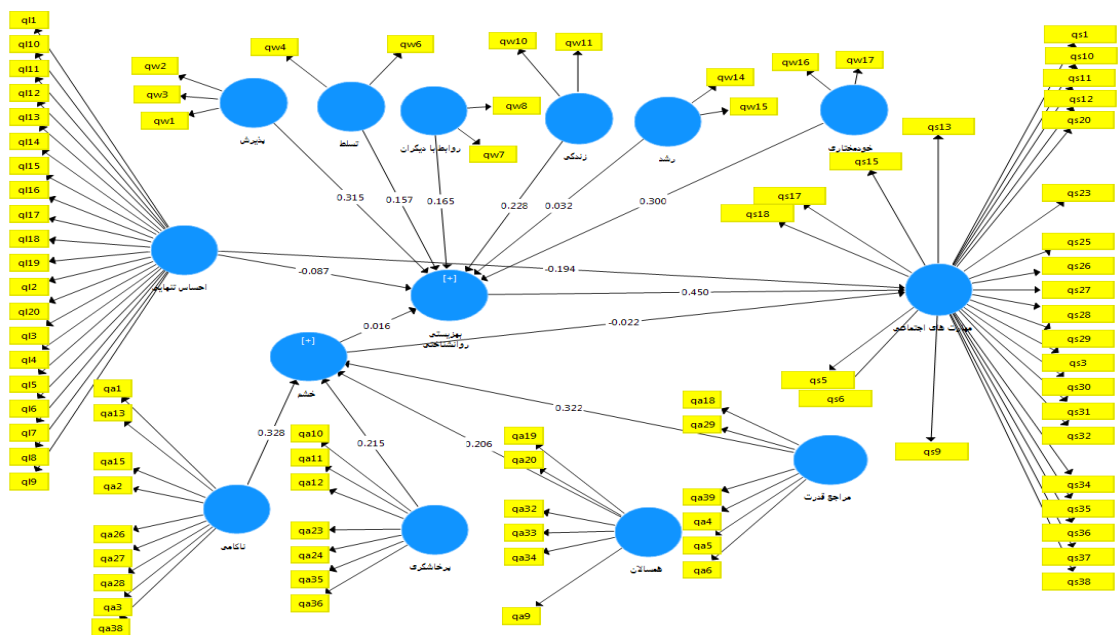 ql1
ql10
ql11
ql12
ql13
ql14
ql15
ql16
ql17
ql18
ql19
ql2
ql20
ql3
ql4
ql5
ql6
ql7
ql8
ql9
qw2
qw3
qw1
پذیرش
qw4
تسلط
qw6
qw8
qw7
روابط با دیگران
qw10
qw11
زندگی
qw14
qw15
رشد
qw16
qw17
خودمختاری
qs1
qs10
qs11
qs12
qs20
qs13
qs15
qs17
qs18
qs23
qs25
qs26
qs27
qs28
qs29
qs3
qs30
qs31
qs32
qs34
qs35
qs36
qs37
qs38
qs5
qs6
qs9
مهارت های اجتماعی
0.315
0.157
0.165
0.228
0.032
0.300
احساس تنهایی
-0.087
-0.194
[+]
بهزیستی
روانشناختی
0.450
0.016
-0.022
[+]
خشم
0.328
0.215
0.206
0.322
qa1
qa13
qa15
qa2
qa26
qa27
qa28
qa3
qa38
ناکامی
qa10
qa11
qa12
qa23
qa24
qa35
qa36
پرخاشگری
qa19
qa20
qa32
qa33
qa34
qa9
همسالان
qa18
qa29
qa39
qa4
qa5
qa6
مراجع قدرت